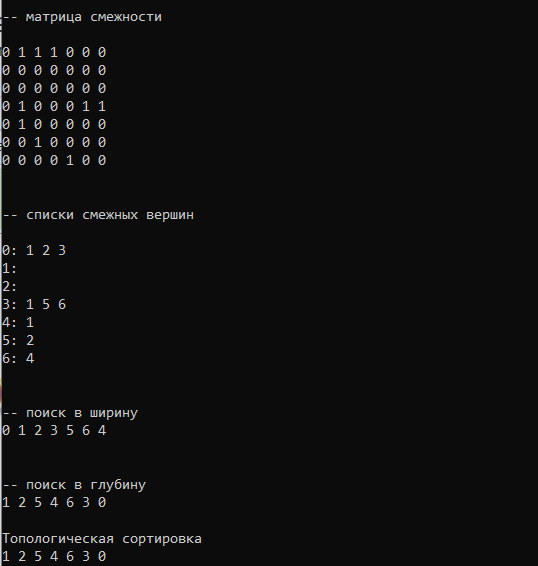 -- матрица смежности
0 1 1 1 0 0 0
0 0 0 0 0 0 0
0 0 0 0 0 0 0
0 1 0 0 0 1 1
0 1 0 0 0 0 0
0 0 1 0 0 0 0
0 0 0 0 1 0 0
-- списки смежных вершин
0: 1 2 3
1:
2:
3: 1 5 6
4: 1
5: 2
6: 4
-- поиск в ширину
0 1 2 3 5 6 4
-- поиск в глубину
1 2 5 4 6 3 0
Топологическая сортировка
1 2 5 4 6 3 0